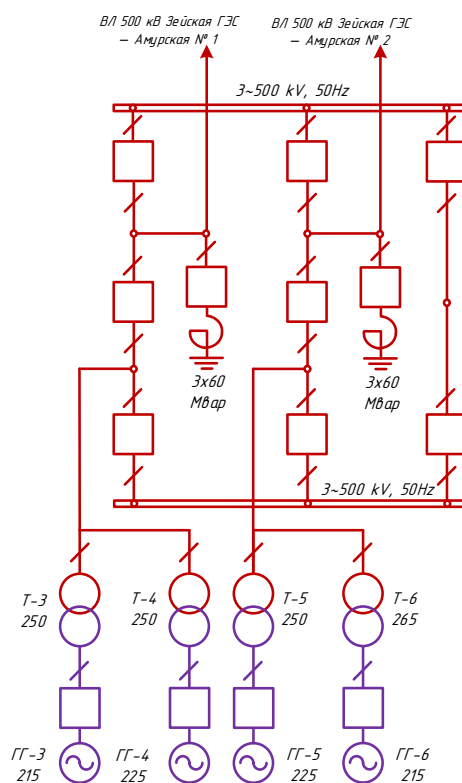 ВЛ 500 кВ Зейская ГЭС
– Амурская № 1
ВЛ 500 кВ Зейская ГЭС
– Амурская № 2
3~500 kV, 50Hz
3х60
Мвар
3х60
Мвар
3~500 kV, 50Hz
Т-3
250
Т-4
250
Т-5
250
Т-6
265
ГГ-3
215
ГГ-4
225
ГГ-5
225
ГГ-6
215